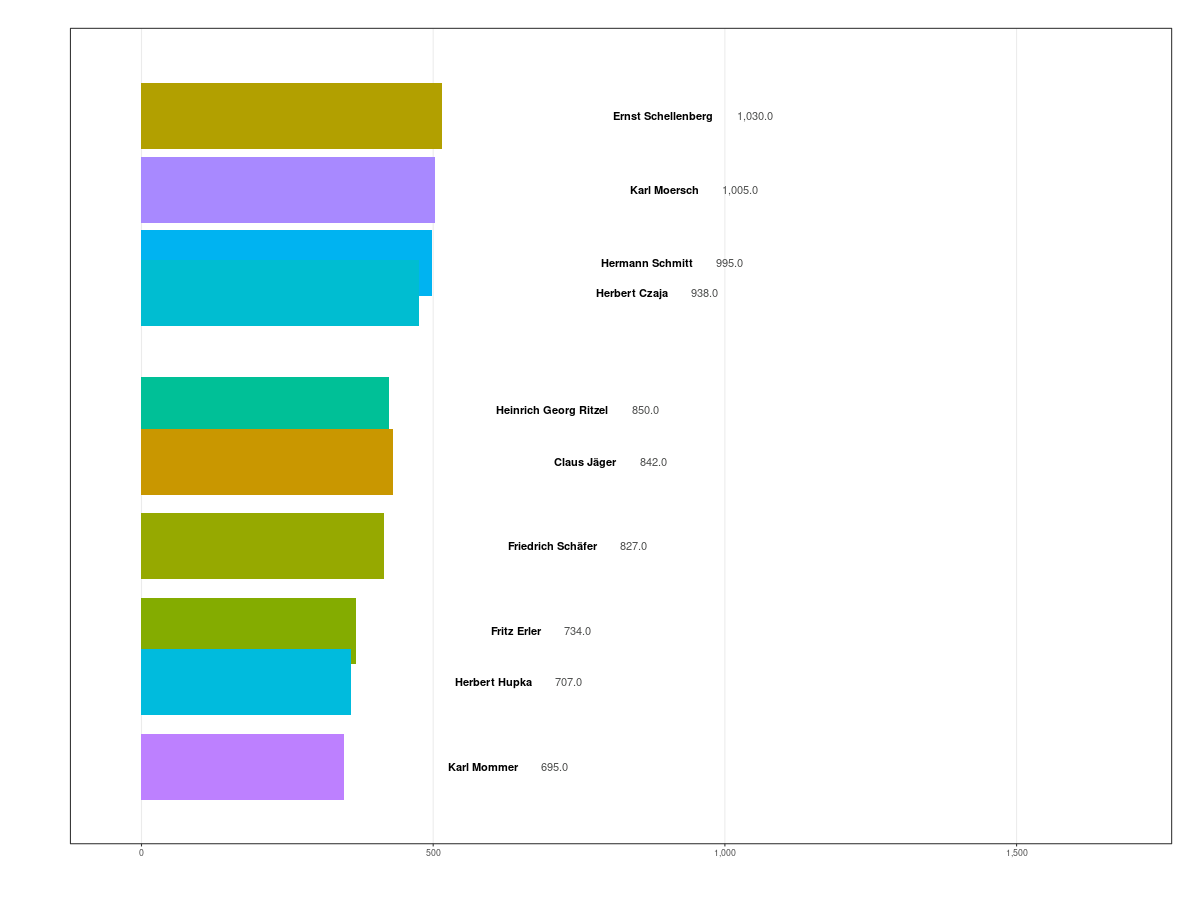 Ernst Schellenberg 1,030.0
Karl Moersch 1,005.0
Hermann Schmitt 995.0
Herbert Czaja 938.0
Heinrich Georg Ritzel 850.0
Claus Jäger 842.0
Friedrich Schäfer 827.0
Fritz Erler 734.0
Herbert Hupka 707.0
Karl Mommer 695.0
0 500 1,000 1,500